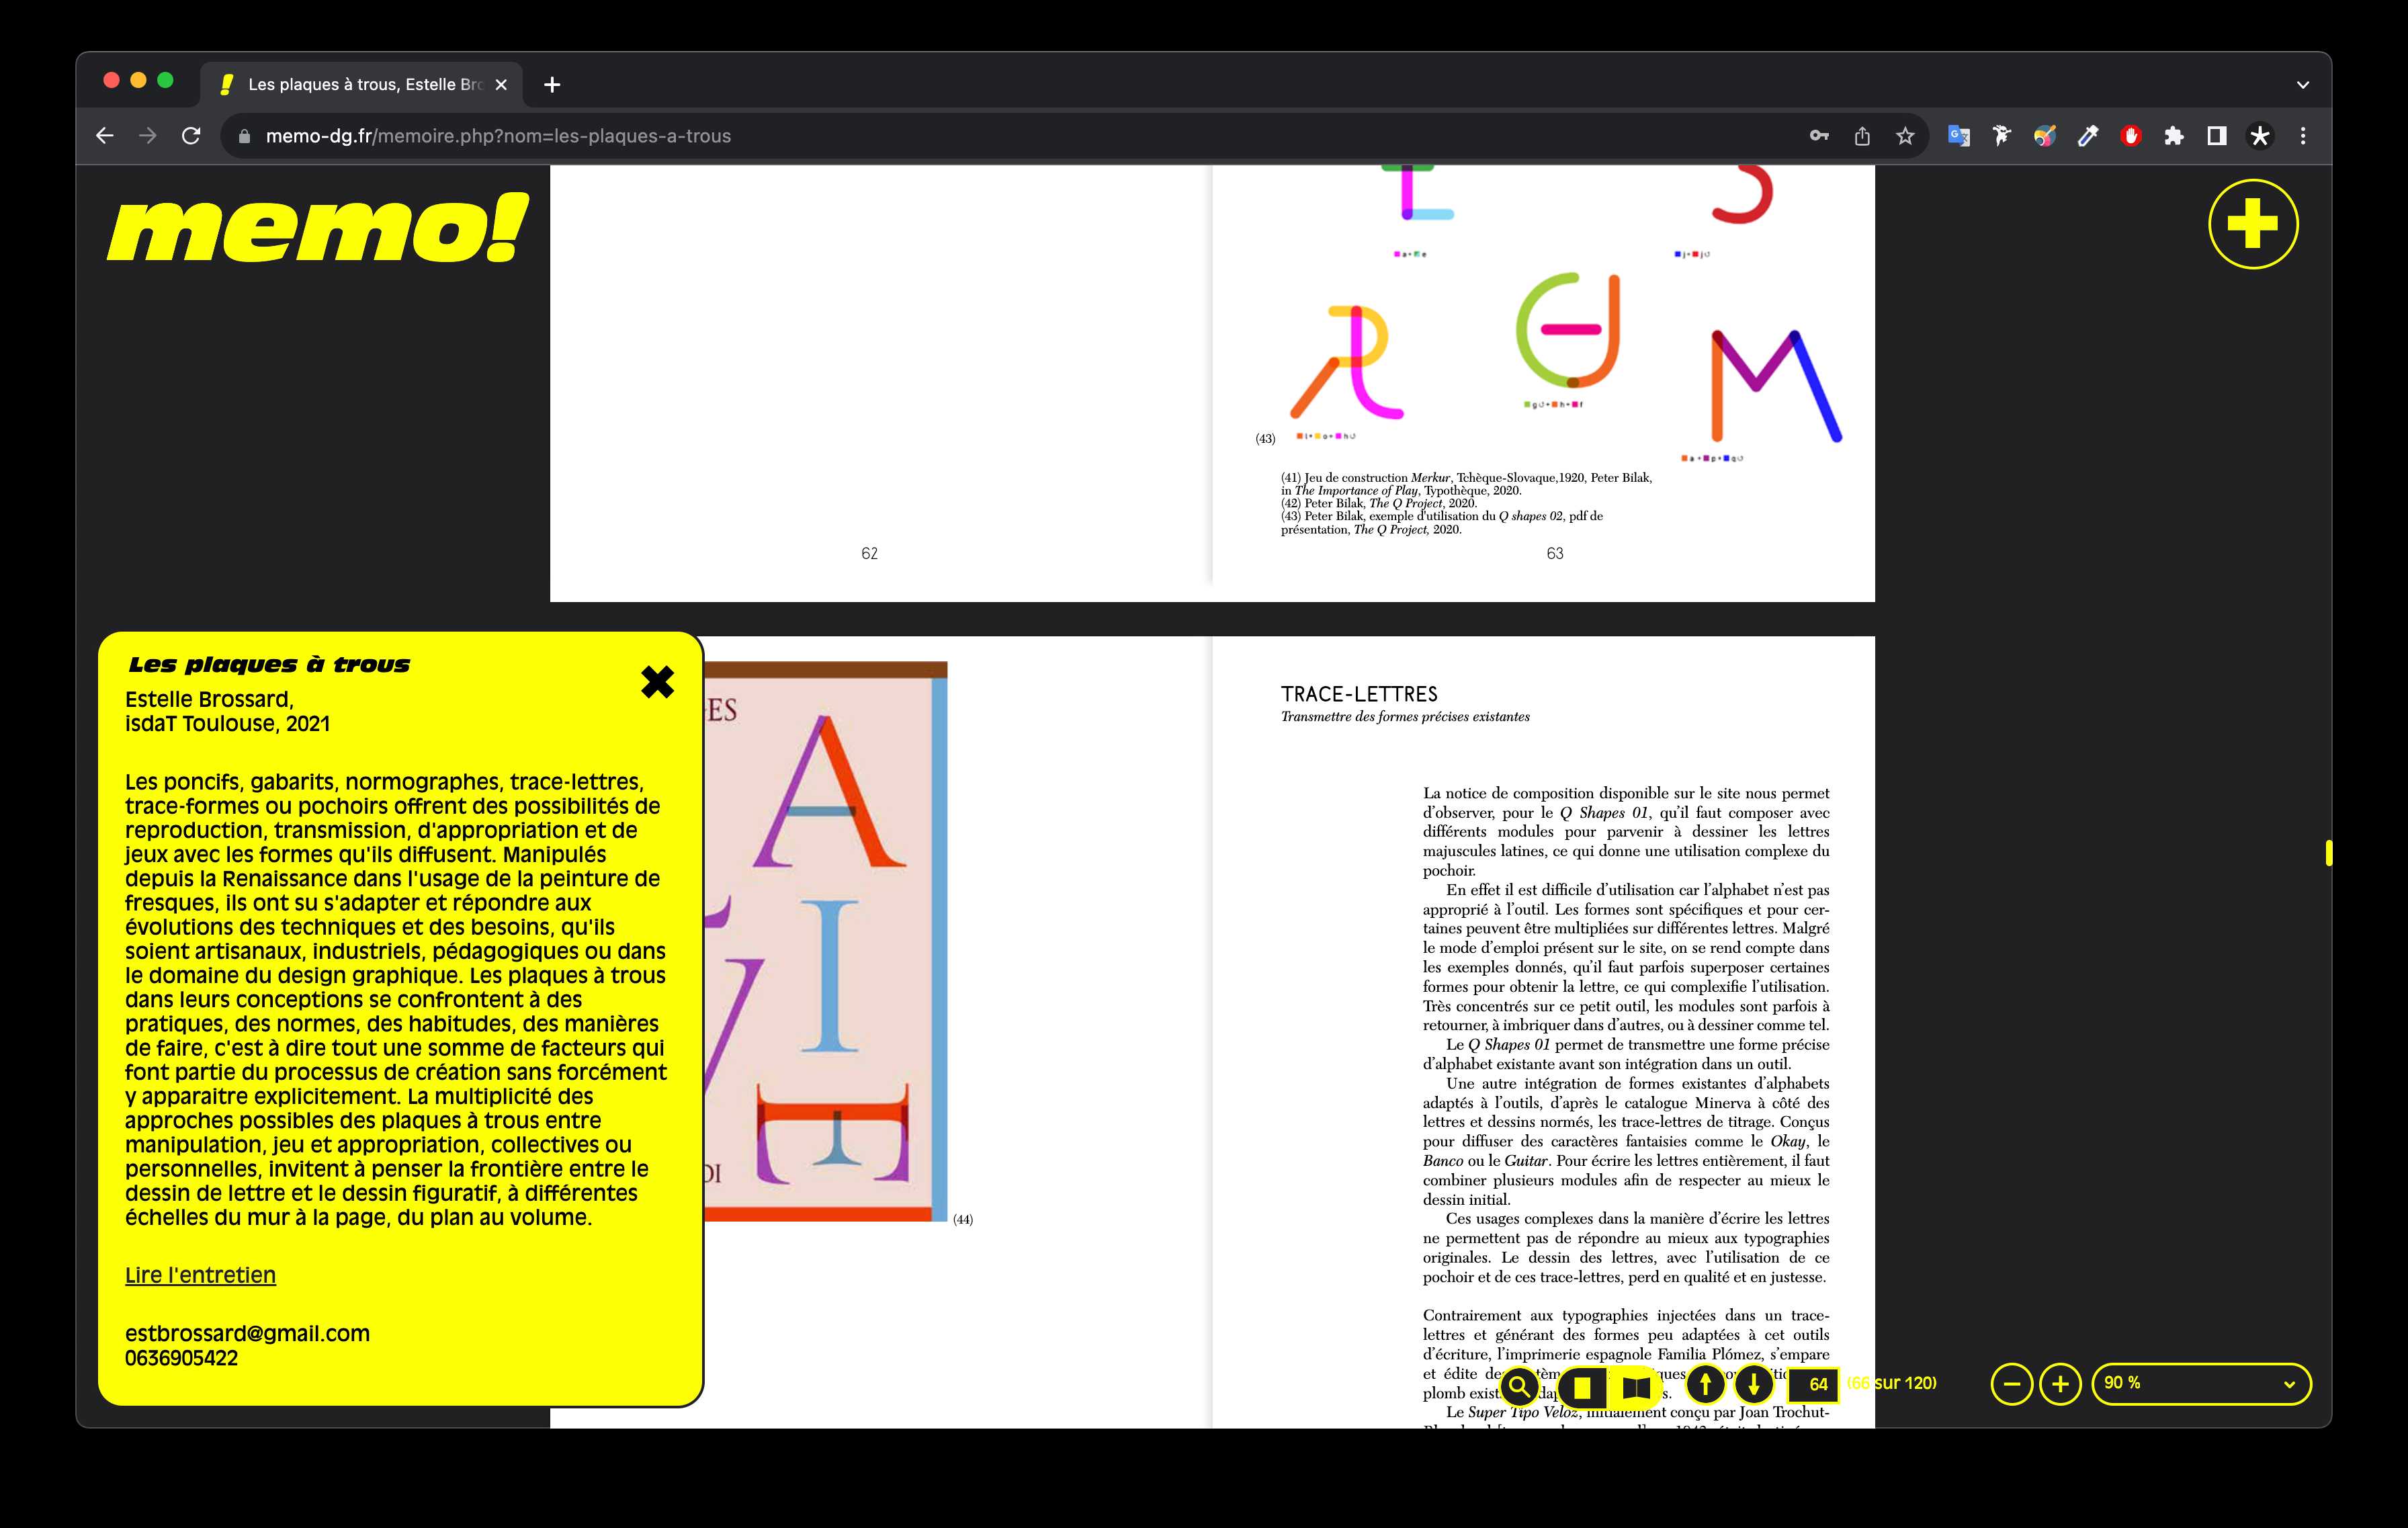 Les plaques à trous, Estelle Bro
memo-dg.fr/memoire.php?nom=les-plaques-a-trous
memo!
a + e
j + j
g + h + f
(43)
l + o + h
a + p + q
(41) Jeu de construction Merkur, Tchèque-Slovaque,1920, Peter Bilak,
in The Importance of Play, Typothèque, 2020.
(42) Peter Bilak, The Q Project, 2020.
(43) Peter Bilak, exemple d'utilisation du Q shapes 02, pdf de
présentation, The Q Project, 2020.
62
63
Les plaques à trous
Estelle Brossard,
isdaT Toulouse, 2021
Les poncifs, gabarits, normographes, trace-lettres,
trace-formes ou pochoirs offrent des possibilités de
reproduction, transmission, d'appropriation et de
jeux avec les formes qu'ils diffusent. Manipulés
depuis la Renaissance dans l'usage de la peinture de
fresques, ils ont su s'adapter et répondre aux
évolutions des techniques et des besoins, qu'ils
soient artisanaux, industriels, pédagogiques ou dans
le domaine du design graphique. Les plaques à trous
dans leurs conceptions se confrontent à des
pratiques, des normes, des habitudes, des manières
de faire, c'est à dire tout une somme de facteurs qui
font partie du processus de création sans forcément
y apparaitre explicitement. La multiplicité des
approches possibles des plaques à trous entre
manipulation, jeu et appropriation, collectives ou
personnelles, invitent à penser la frontière entre le
dessin de lettre et le dessin figuratif, à différentes
échelles du mur à la page, du plan au volume.
Lire l'entretien
estbrossard@gmail.com
0636905422
A
I
(44)
TRACE-LETTRES
Transmettre des formes précises existantes
La notice de composition disponible sur le site nous permet
d'observer, pour le Q Shapes 01, qu'il faut composer avec
différents modules pour parvenir à dessiner les lettres
majuscules latines, ce qui donne une utilisation complexe du
pochoir.
En effet il est difficile d'utilisation car l'alphabet n'est pas
approprié à l'outil. Les formes sont spécifiques et pour cer-
taines peuvent être multipliées sur différentes lettres. Malgré
le mode d'emploi présent sur le site, on se rend compte dans
les exemples donnés, qu'il faut parfois superposer certaines
formes pour obtenir la lettre, ce qui complexifie l'utilisation.
Très concentrés sur ce petit outil, les modules sont parfois à
retourner, à imbriquer dans d'autres, ou à dessiner comme tel.
Le Q Shapes 01 permet de transmettre une forme précise
d'alphabet existante avant son intégration dans un outil.
Une autre intégration de formes existantes d'alphabets
adaptés à l'outils, d'après le catalogue Minerva à côté des
lettres et dessins normés, les trace-lettres de titrage. Conçus
pour diffuser des caractères fantaisies comme le Okay, le
Banco ou le Guitar. Pour écrire les lettres entièrement, il faut
combiner plusieurs modules afin de respecter au mieux le
dessin initial.
Ces usages complexes dans la manière d'écrire les lettres
ne permettent pas de répondre au mieux aux typographies
originales. Le dessin des lettres, avec l'utilisation de ce
pochoir et de ces trace-lettres, perd en qualité et en justesse.
Contrairement aux typographies injectées dans un trace-
lettres et générant des formes peu adaptées à cet outils
d'écriture, l'imprimerie espagnole Familia Plómez, s'empare
et édite
plomb
Le Super Tipo Veloz, initialement conçu par Joan Trochut-
64
(66 sur 120)
90 %